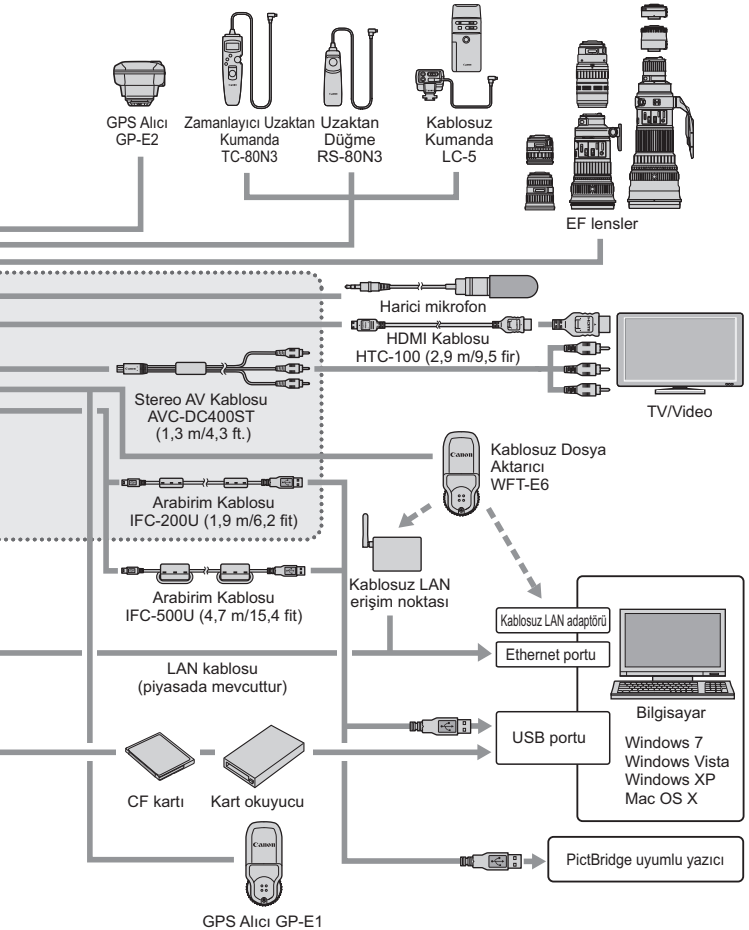 GPS Alıcı
GP-E2
Zamanlayıcı Uzaktan
Kumanda
TC-80N3
Uzaktan
Düğme
RS-80N3
Kablosuz
Kumanda
LC-5
EF lensler
Harici mikrofon
HDMI Kablosu
HTC-100 (2,9 m/9,5 fir)
Stereo AV Kablosu
AVC-DC400ST
(1,3 m/4,3 ft.)
TV/Video
Canon
Kablosuz Dosya
Aktarıcı
WFT-E6
Arabirim Kablosu
IFC-200U (1,9 m/6,2 fit)
Arabirim Kablosu
IFC-500U (4,7 m/15,4 fit)
Kablosuz LAN
erişim noktası
Kablosuz LAN adaptörü
Ethernet portu
LAN kablosu
(piyasada mevcuttur)
Bilgisayar
USB portu
Windows 7
Windows Vista
Windows XP
Mac OS X
CF kartı
Kart okuyucu
Canon
PictBridge uyumlu yazıcı
GPS Alıcı GP-E1